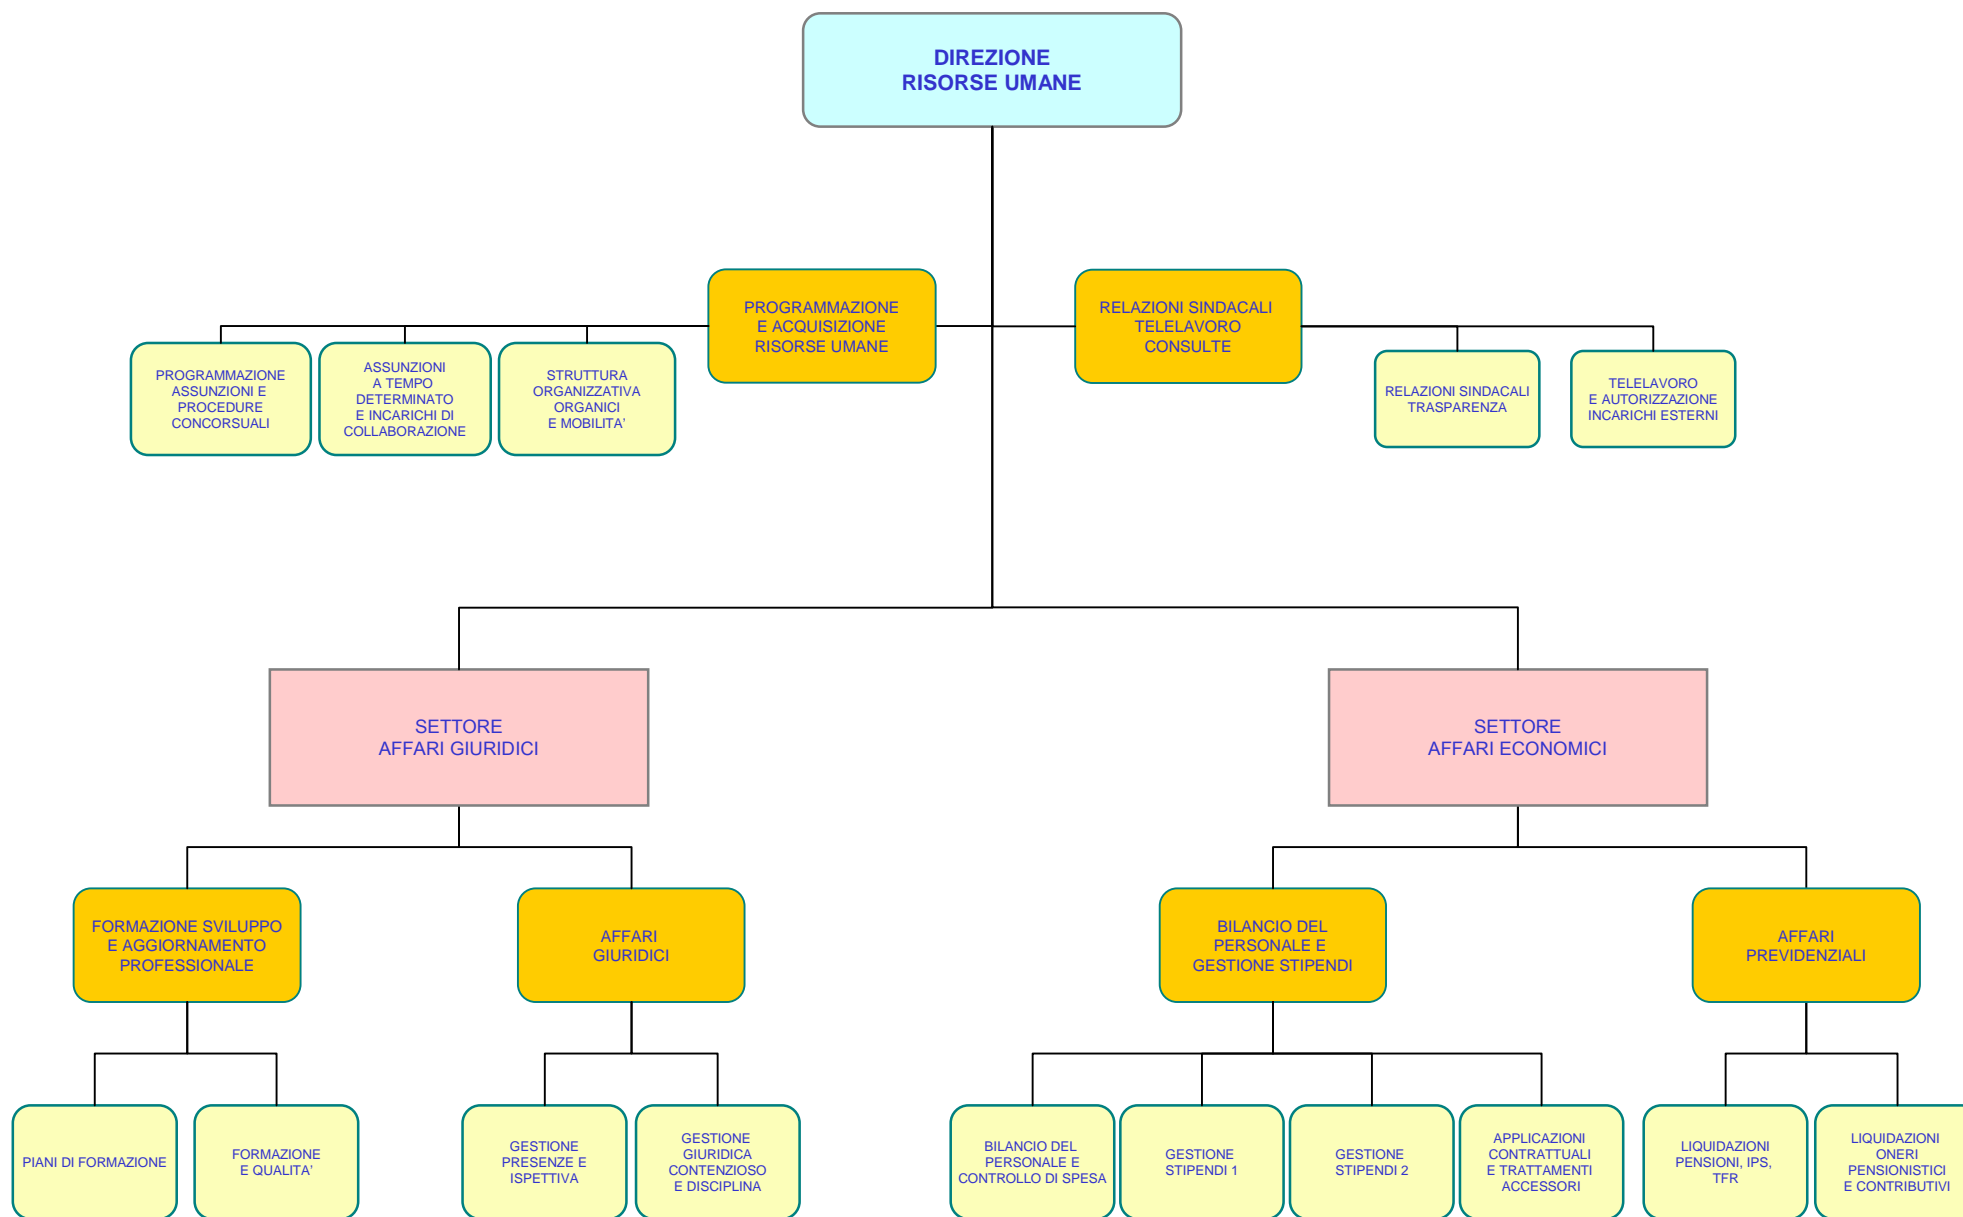 DIREZIONE
RISORSE UMANE
PROGRAMMAZIONE
E ACQUISIZIONE
RISORSE UMANE
RELAZIONI SINDACALI
TELELAVORO
CONSULTE
PROGRAMMAZIONE
ASSUNZIONI E
PROCEDURE
CONCORSUALI
ASSUNZIONI
A TEMPO
DETERMINATO
E INCARICHI DI
COLLABORAZIONE
STRUTTURA
ORGANIZZATIVA
ORGANICI
E MOBILITA'
RELAZIONI SINDACALI
TRASPARENZA
TELELAVORO
E AUTORIZZAZIONE
INCARICHI ESTERNI
SETTORE
AFFARI GIURIDICI
SETTORE
AFFARI ECONOMICI
FORMAZIONE SVILUPPO
E AGGIORNAMENTO
PROFESSIONALE
AFFARI
GIURIDICI
BILANCIO DEL
PERSONALE E
GESTIONE STIPENDI
AFFARI
PREVIDENZIALI
PIANI DI FORMAZIONE
FORMAZIONE
E QUALITA'
GESTIONE
PRESENZE E
ISPETTIVA
GESTIONE
GIURIDICA
CONTENZIOSO
E DISCIPLINA
BILANCIO DEL
PERSONALE E
CONTROLLO DI SPESA
GESTIONE
STIPENDI 1
GESTIONE
STIPENDI 2
APPLICAZIONI
CONTRATTUALI
E TRATTAMENTI
ACCESSORI
LIQUIDAZIONI
PENSIONI, IPS,
TFR
LIQUIDAZIONI
ONERI
PENSIONISTICI
E CONTRIBUTIVI